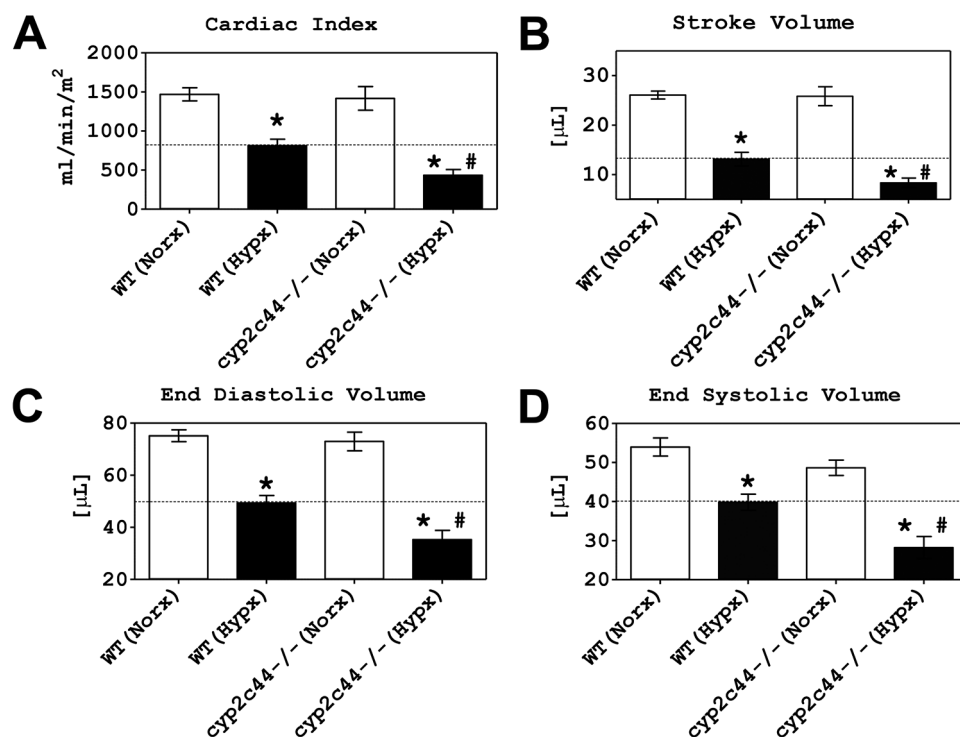 A
Cardiac Index
ml/min/m²
2000
1500
1000
500
0
*
* #
WT(Norx)
WT(Hypx)
cyp2c44-/-(Norx)
cyp2c44-/-(Hypx)
B
Stroke Volume
[μL]
30
20
10
*
* #
WT(Norx)
WT(Hypx)
cyp2c44-/-(Norx)
cyp2c44-/-(Hypx)
C
End Diastolic Volume
[μL]
80
60
40
20
*
* #
WT(Norx)
WT(Hypx)
cyp2c44-/-(Norx)
cyp2c44-/-(Hypx)
D
End Systolic Volume
[μL]
60
50
40
30
20
*
* #
WT(Norx)
WT(Hypx)
cyp2c44-/-(Norx)
cyp2c44-/-(Hypx)